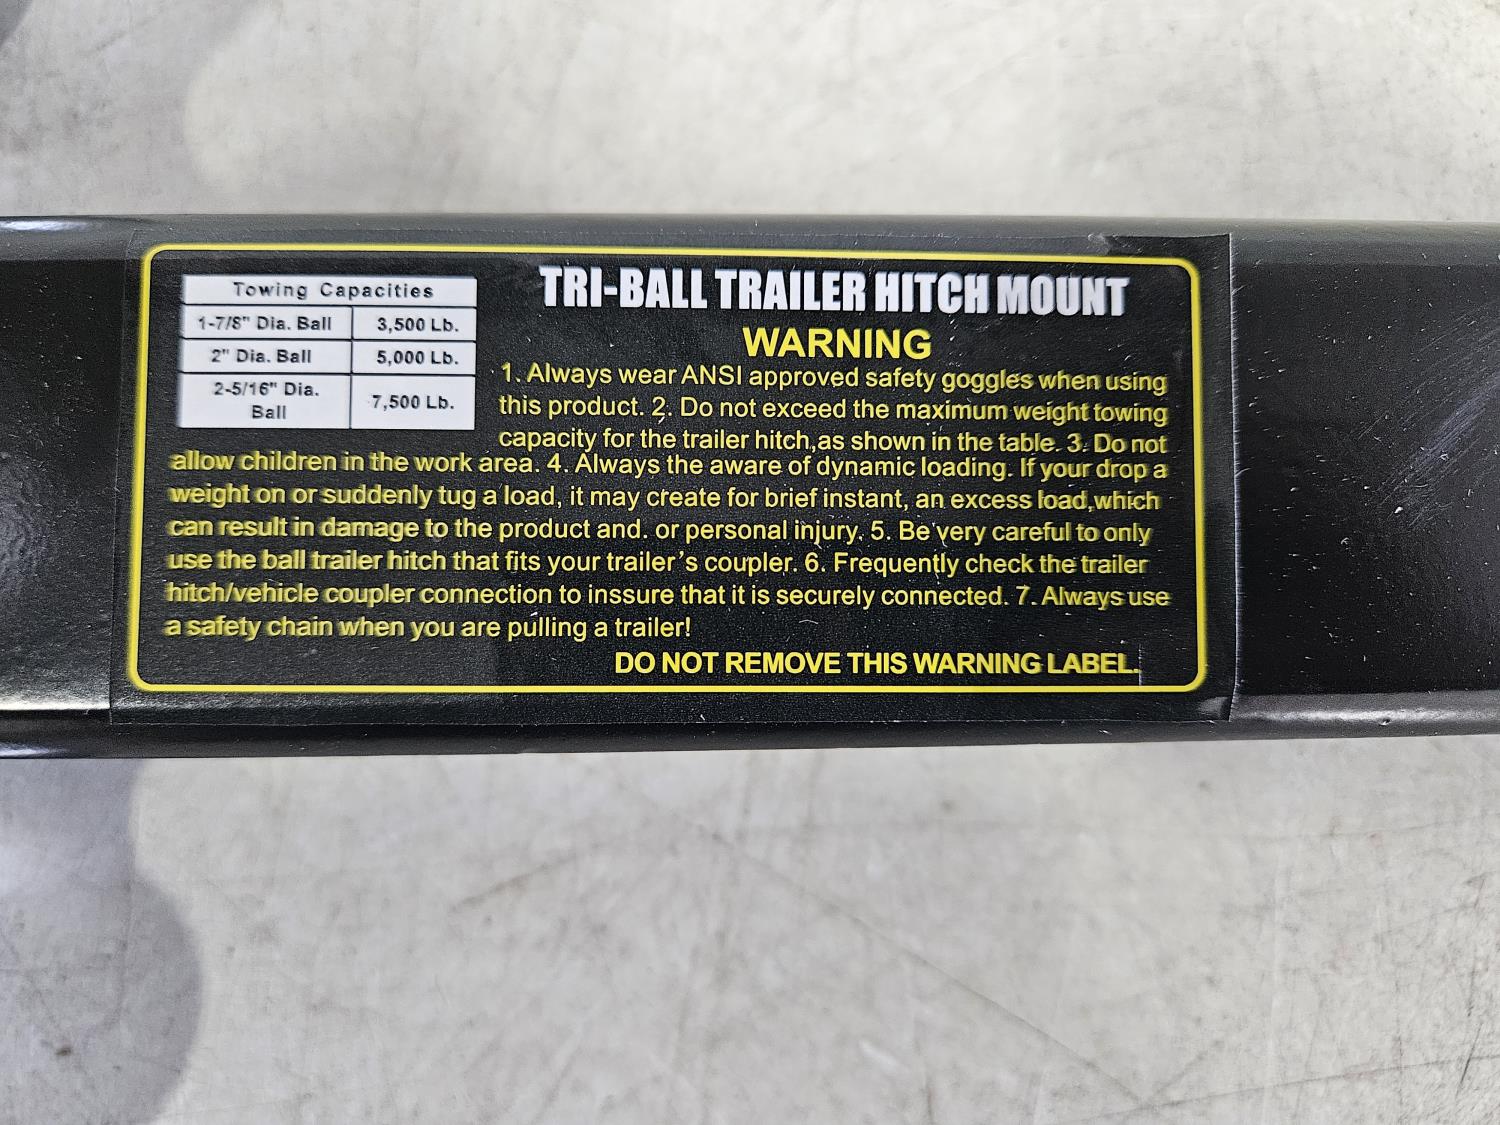 Towing Capacities
1-7/8" Dia. Ball 3,500 Lb.
2" Dia. Ball 5,000 Lb.
2-5/16" Dia. Ball 7,500 Lb.
TRI-BALL TRAILER HITCH MOUNT
WARNING
1. Always wear ANSI approved safety goggles when using
this product. 2. Do not exceed the maximum weight towing
capacity for the trailer hitch,as shown in the table. 3. Do not
allow children in the work area. 4. Always the aware of dynamic loading. If your drop a
weight on or suddenly tug a load, it may create for brief instant, an excess load,which
can result in damage to the product and. or personal injury. 5. Be very careful to only
use the ball trailer hitch that fits your trailer's coupler. 6. Frequently check the trailer
hitch/vehicle coupler connection to inssure that it is securely connected. 7. Always use
a safety chain when you are pulling a trailer!
DO NOT REMOVE THIS WARNING LABEL.